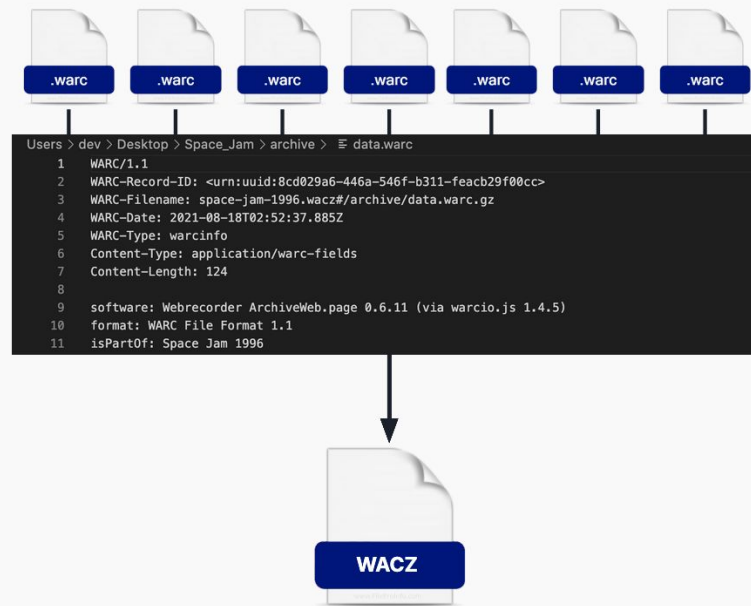 .warc .warc .warc .warc .warc .warc .warc
Users > dev > Desktop > Space_Jam > archive > data.warc
1 WARC/1.1
2 WARC-Record-ID: <urn:uuid:8cd029a6-446a-546f-b311-feacb29f00cc>
3 WARC-Filename: space-jam-1996.wacz#/archive/data.warc.gz
4 WARC-Date: 2021-08-18T02:52:37.885Z
5 WARC-Type: warcinfo
6 Content-Type: application/warc-fields
7 Content-Length: 124
8
9 software: Webrecorder ArchiveWeb.page 0.6.11 (via warcio.js 1.4.5)
10 format: WARC File Format 1.1
11 isPartOf: Space Jam 1996
WACZ